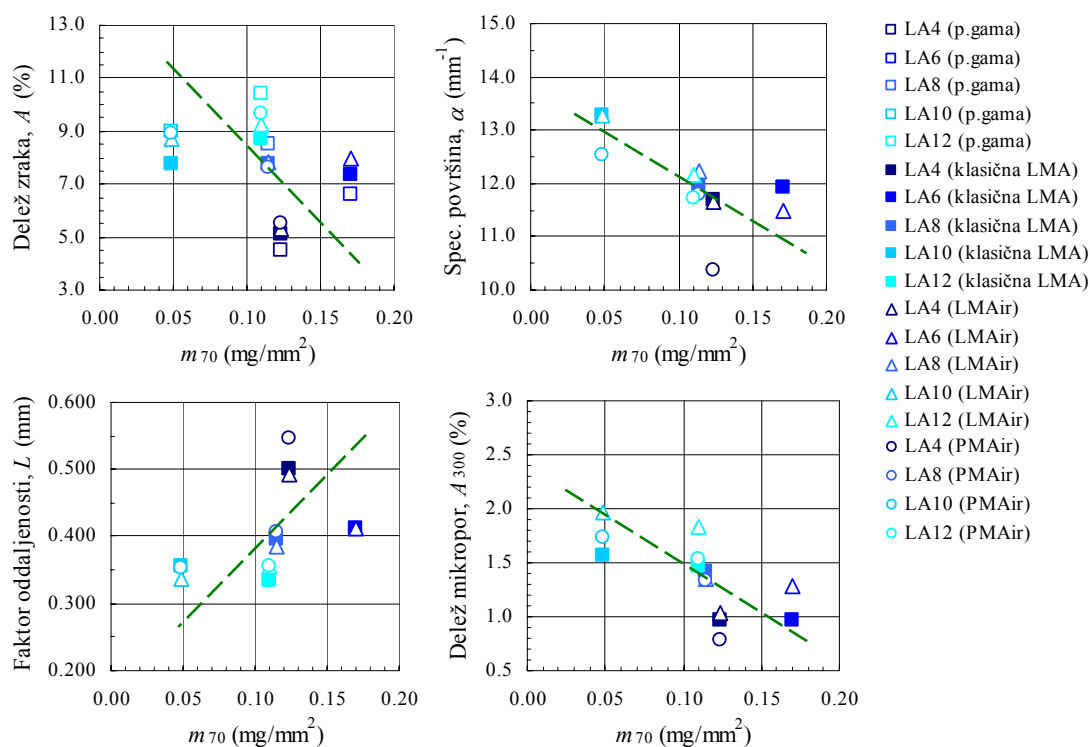 Delež zraka, A (%)
13.0
11.0
9.0
7.0
5.0
3.0
0.00 0.05 0.10 0.15 0.20
m 70 (mg/mm²)
Spec. površina, α (mm⁻¹)
15.0
14.0
13.0
12.0
11.0
10.0
0.00 0.05 0.10 0.15 0.20
m 70 (mg/mm²)
Faktor oddaljenosti, L (mm)
0.600
0.500
0.400
0.300
0.200
0.00 0.05 0.10 0.15 0.20
m 70 (mg/mm²)
Delež mikropor, A 300 (%)
3.0
2.5
2.0
1.5
1.0
0.5
0.00 0.05 0.10 0.15 0.20
m 70 (mg/mm²)
LA4 (p.gama)
LA6 (p.gama)
LA8 (p.gama)
LA10 (p.gama)
LA12 (p.gama)
LA4 (klasična LMA)
LA6 (klasična LMA)
LA8 (klasična LMA)
LA10 (klasična LMA)
LA12 (klasična LMA)
LA4 (LMAir)
LA6 (LMAir)
LA8 (LMAir)
LA10 (LMAir)
LA12 (LMAir)
LA4 (PMAir)
LA8 (PMAir)
LA10 (PMAir)
LA12 (PMAir)